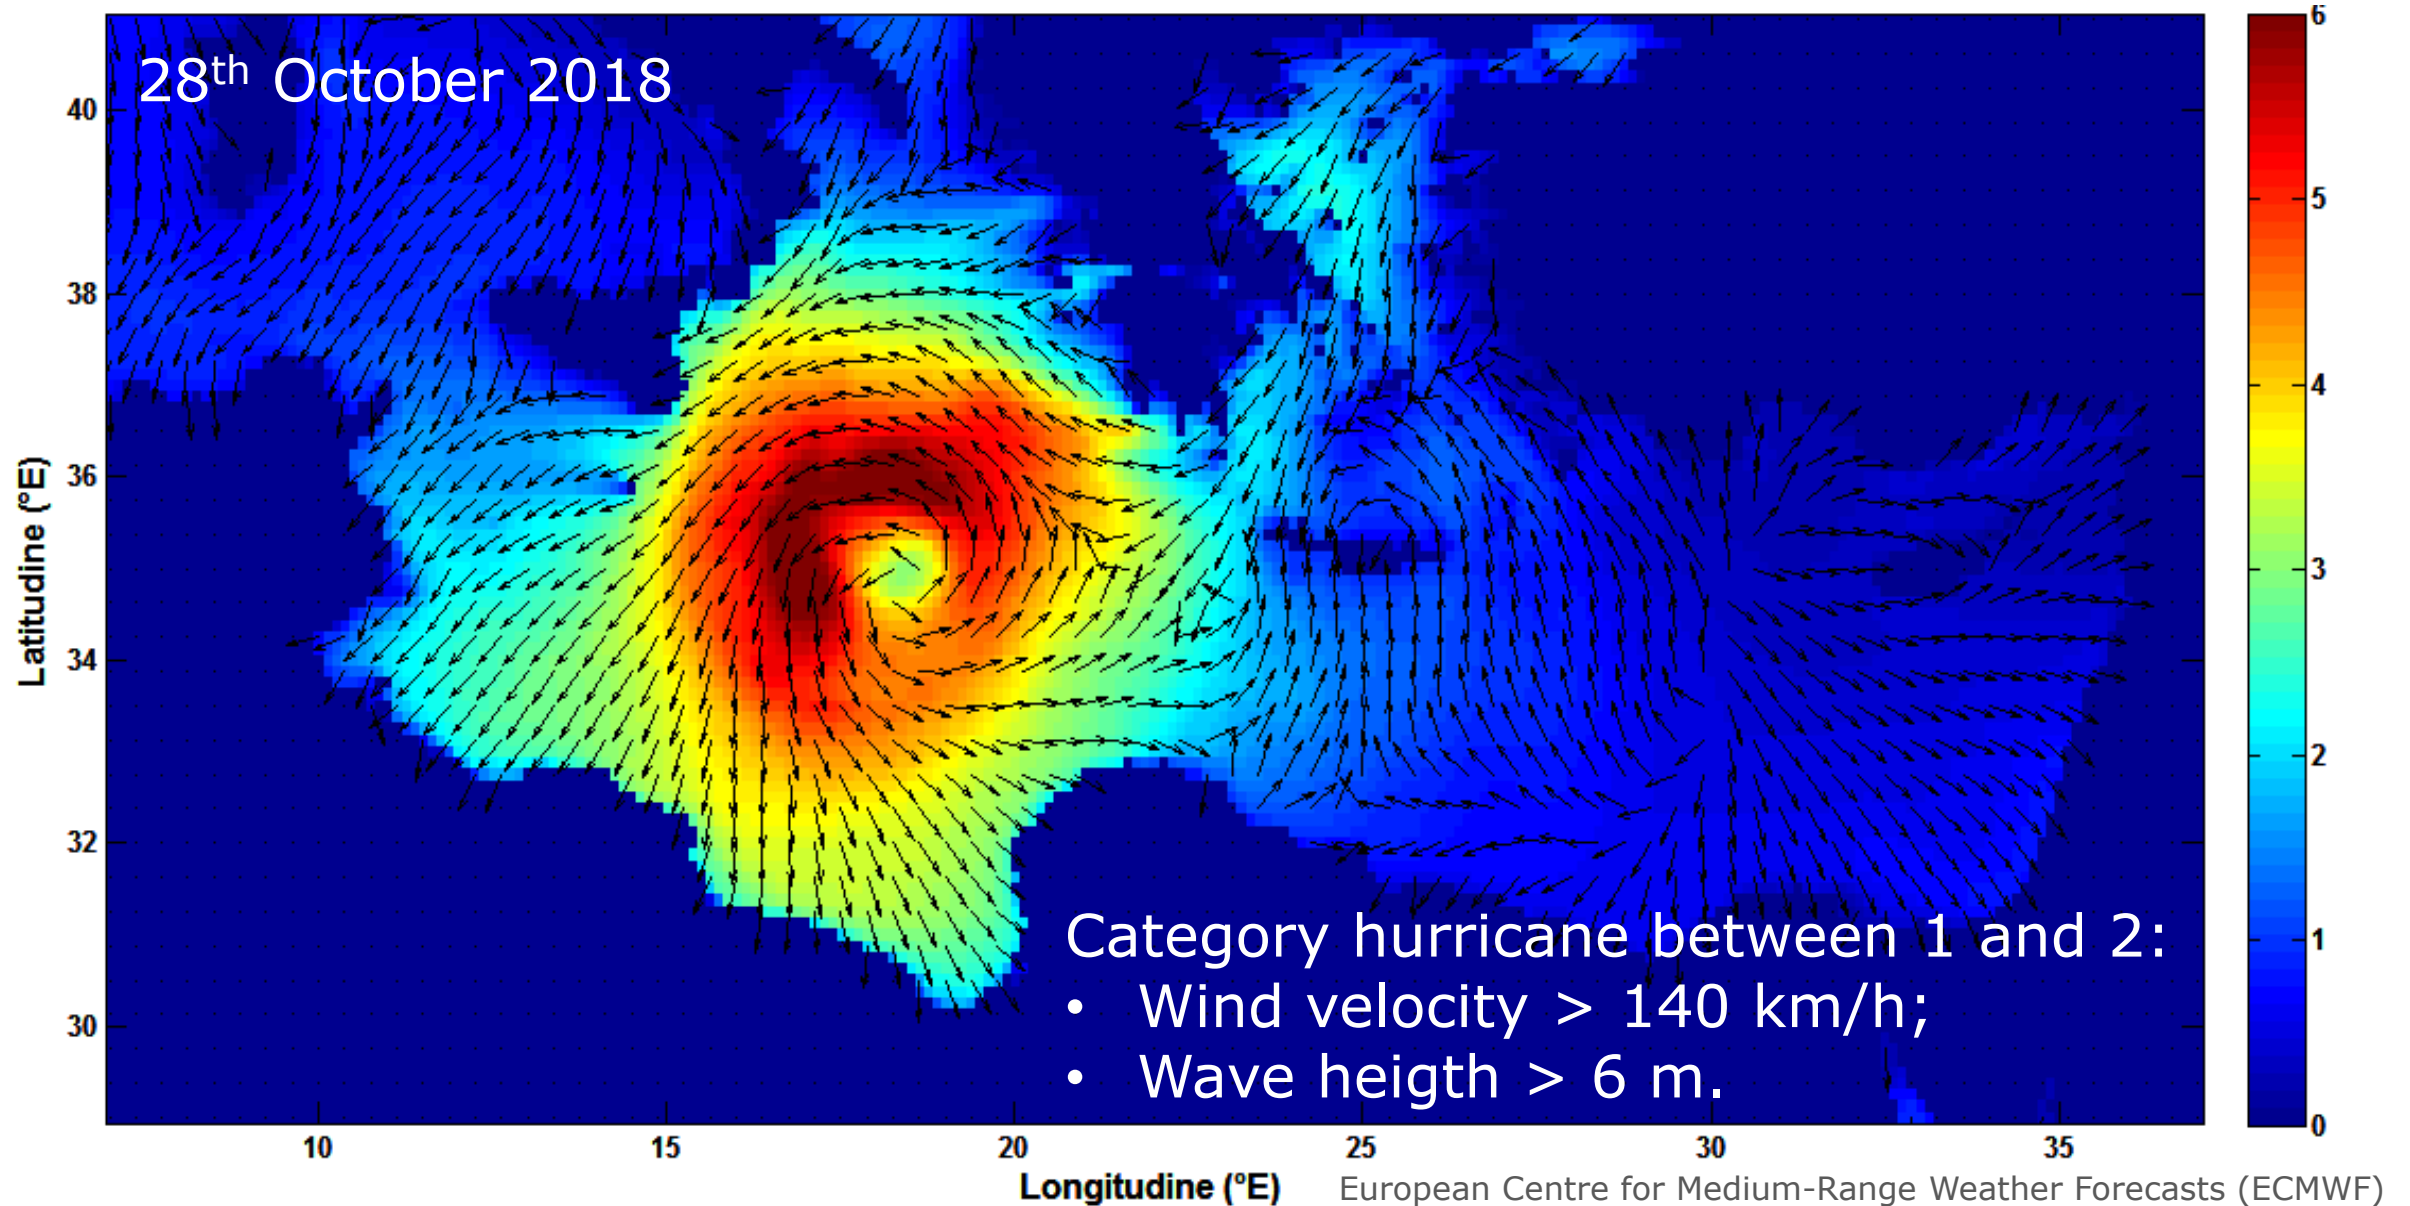 28th October 2018
6
5
4
3
2
1
0
40
38
36
34
32
30
Latitudine (°E)
Category hurricane between 1 and 2:
• Wind velocity > 140 km/h;
• Wave heigth > 6 m.
10 15 20 25 30 35
Longitudine (°E)
European Centre for Medium-Range Weather Forecasts (ECMWF)